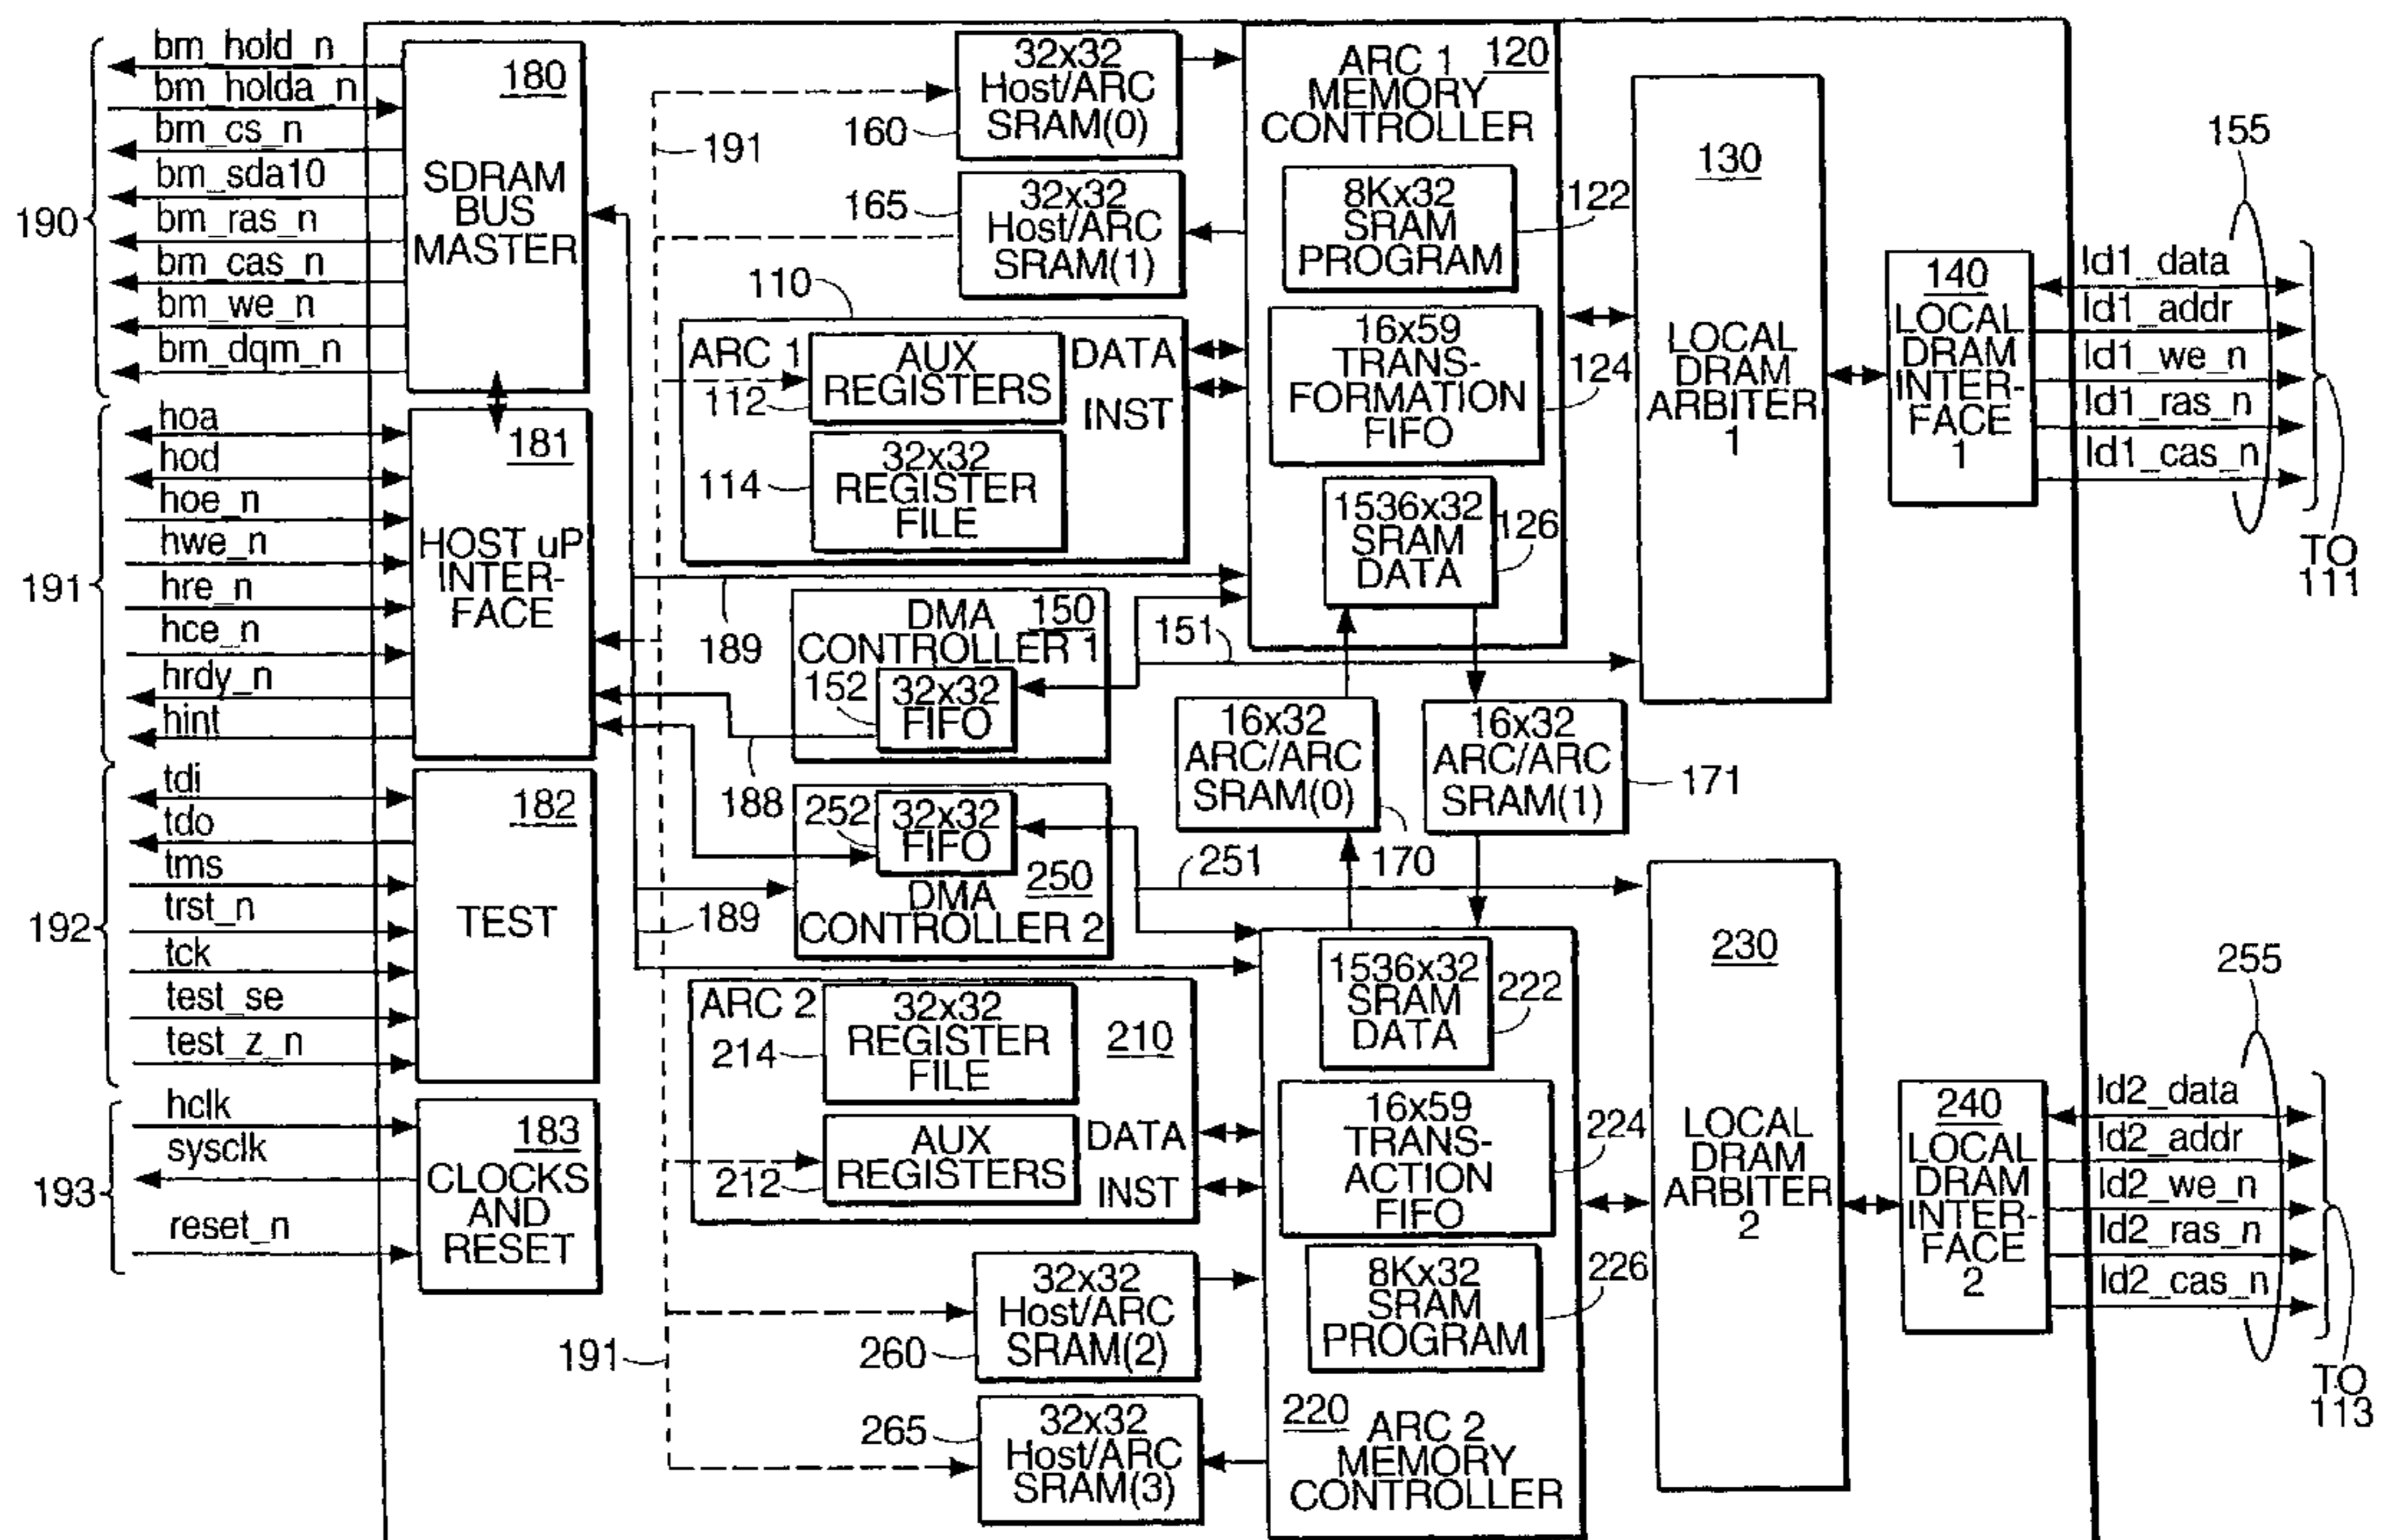 190
bm_hold_n
bm_holda_n
bm_cs_n
bm_sda10
bm_ras_n
bm_cas_n
bm_we_n
bm_dqm_n
180
SDRAM
BUS
MASTER
191
hoa
hod
hoe_n
hwe_n
hre_n
hce_n
hrdy_n
hint
181
HOST uP
INTER-
FACE
192
tdi
tdo
tms
trst_n
tck
test_se
test_z_n
182
TEST
193
hclk
sysclk
reset_n
183
CLOCKS
AND
RESET
191
189
188
189
191
32x32
Host/ARC
SRAM(0)
160
32x32
Host/ARC
SRAM(1)
165
110
ARC 1
AUX
REGISTERS
112
32x32
REGISTER
FILE
114
DATA
INST
DMA
150
CONTROLLER 1
152
32x32
FIFO
252
32x32
FIFO
250
DMA
CONTROLLER 2
ARC 2
32x32
REGISTER
FILE
214
210
AUX
REGISTERS
212
DATA
INST
32x32
Host/ARC
SRAM(2)
260
32x32
Host/ARC
SRAM(3)
265
ARC 1
120
MEMORY
CONTROLLER
8Kx32
SRAM
PROGRAM
122
16x59
TRANS-
FORMATION
FIFO
124
1536x32
SRAM
DATA
126
151
16x32
ARC/ARC
SRAM(0)
170
16x32
ARC/ARC
SRAM(1)
171
251
1536x32
SRAM
DATA
222
16x59
TRANS-
ACTION
FIFO
224
8Kx32
SRAM
PROGRAM
226
220
ARC 2
MEMORY
CONTROLLER
130
LOCAL
DRAM
ARBITER
1
140
LOCAL
DRAM
INTER-
FACE
1
155
ld1_data
ld1_addr
ld1_we_n
ld1_ras_n
ld1_cas_n
TO
111
230
LOCAL
DRAM
ARBITER
2
240
LOCAL
DRAM
INTER-
FACE
2
255
ld2_data
ld2_addr
ld2_we_n
ld2_ras_n
ld2_cas_n
TO
113